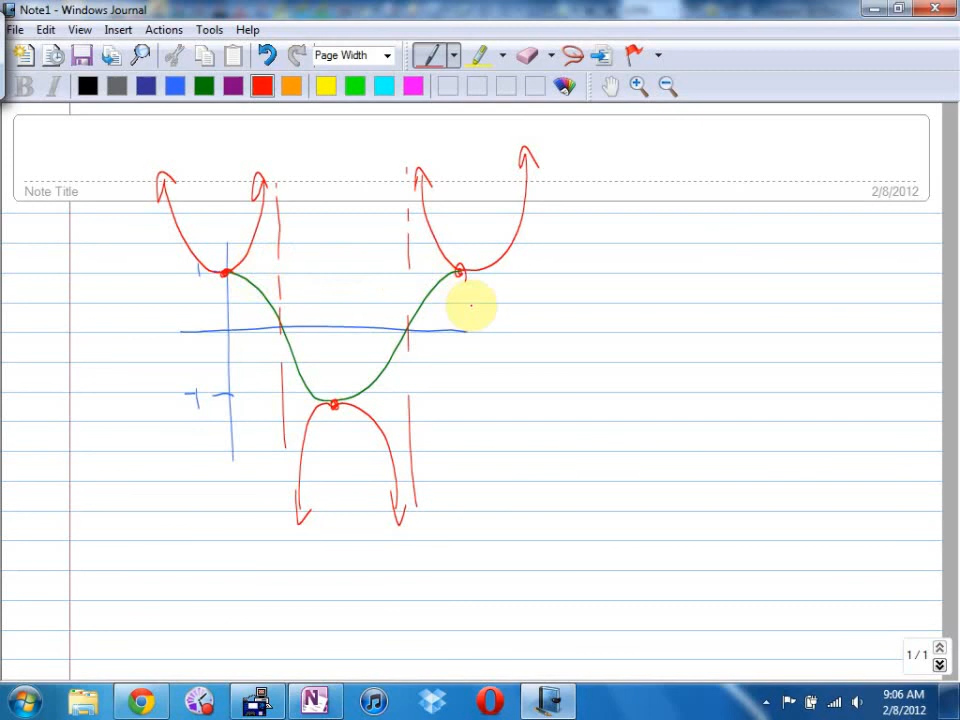 Note1 - Windows Journal
File Edit View Insert Actions Tools Help
Page Width
B I
Note Title
2/8/2012
1
-1
1 / 1
9:06 AM
2/8/2012